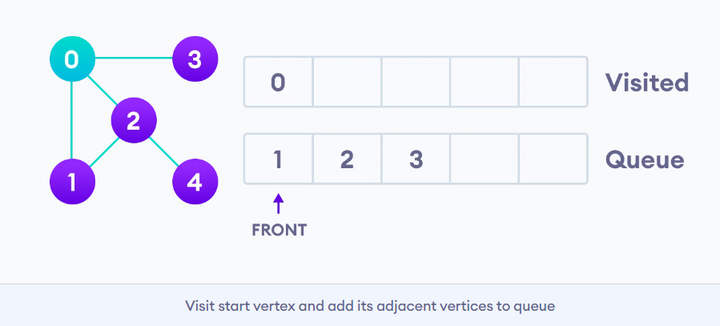 0 3
0 Visited
2
1 2 3 Queue
1 4
FRONT
Visit start vertex and add its adjacent vertices to queue